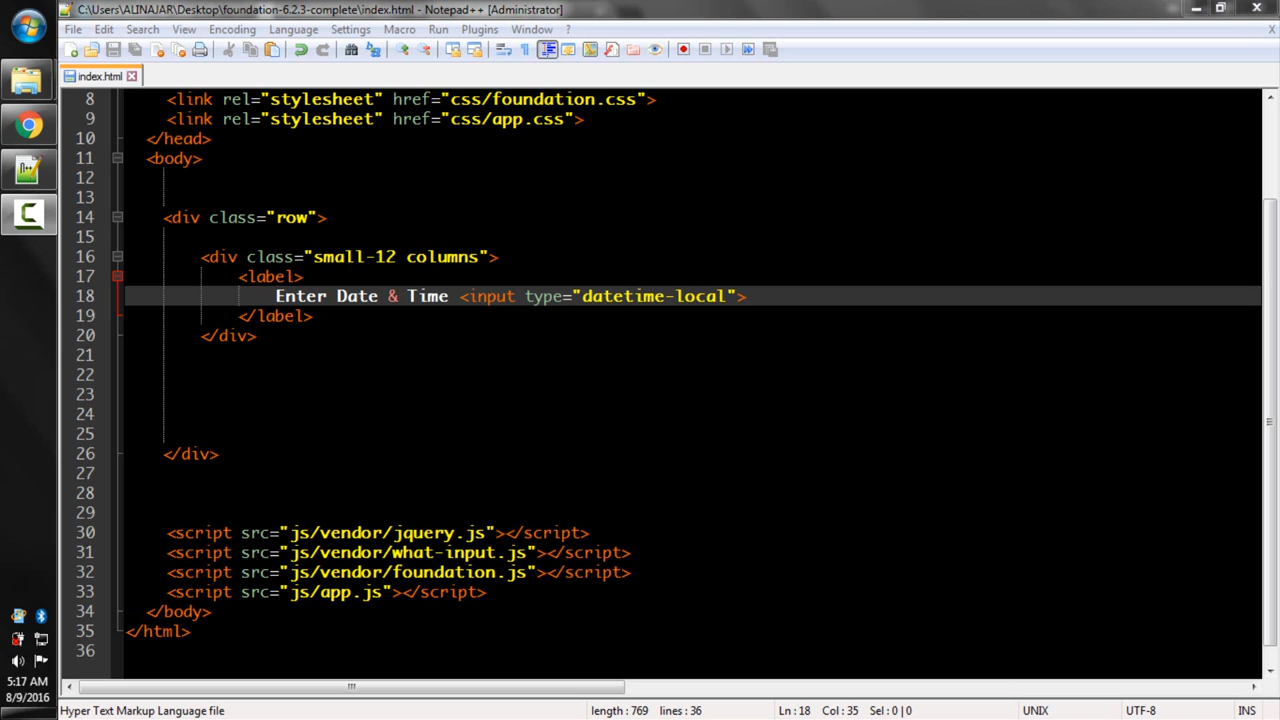 C:\Users\ALINAJAR\Desktop\foundation-6.2.3-complete\index.html - Notepad++ [Administrator]
File Edit Search View Encoding Language Settings Macro Run Plugins Window ?
X
index.html
8 <link rel="stylesheet" href="css/foundation.css">
9 <link rel="stylesheet" href="css/app.css">
10 </head>
11 <body>
12
13
14 <div class="row">
15
16 <div class="small-12 columns">
17 <label>
18 Enter Date & Time <input type="datetime-local">
19 </label>
20 </div>
21
22
23
24
25
26 </div>
27
28
29
30 <script src="js/vendor/jquery.js"></script>
31 <script src="js/vendor/what-input.js"></script>
32 <script src="js/vendor/foundation.js"></script>
33 <script src="js/app.js"></script>
34 </body>
35 </html>
36
5:17 AM
8/9/2016
Hyper Text Markup Language file length : 769 lines : 36 Ln : 18 Col : 35 Sel : 0 | 0 UNIX UTF-8 INS